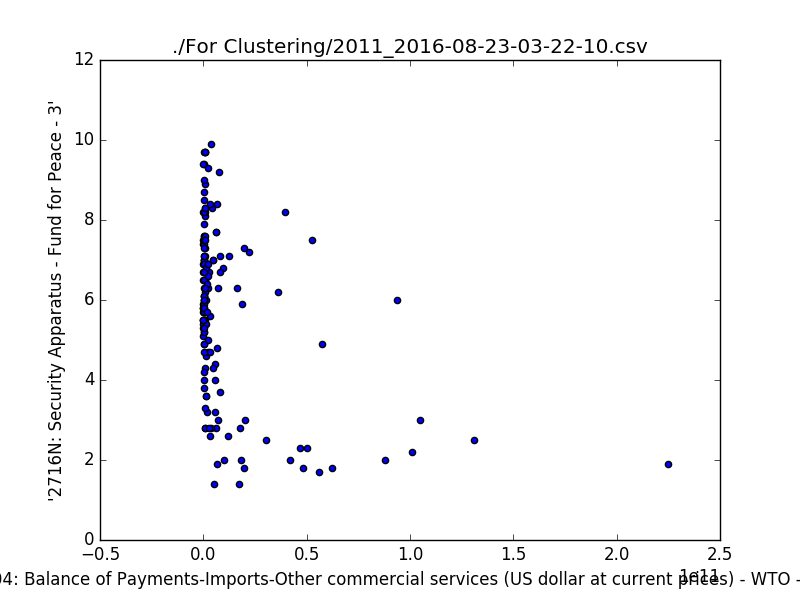 ./For Clustering/2011_2016-08-23-03-22-10.csv
12
10
8
6
4
2
0
'2716N: Security Apparatus - Fund for Peace - 3'
−0.5 0.0 0.5 1.0 1.5 2.0 2.5
1e11
04: Balance of Payments-Imports-Other commercial services (US dollar at current prices) - WTO -